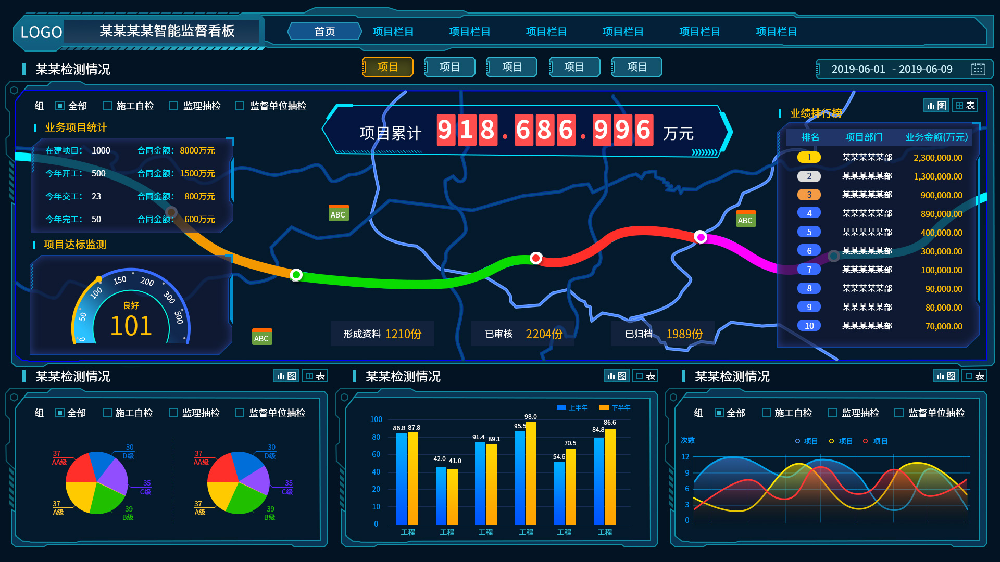 LOGO 某某某某智能监督看板
首页 项目栏目 项目栏目 项目栏目 项目栏目 项目栏目 项目栏目
某某检测情况
项目 项目 项目 项目 项目
2019-06-01 - 2019-06-09
组 全部 施工自检 监理抽检 监督单位抽检
项目累计 918.686.996 万元
图 表
业务项目统计
在建项目: 1000 合同金额: 8000万元
今年开工: 500 合同金额: 1500万元
今年交工: 23 合同金额: 800万元
今年完工: 50 合同金额: 600万元
项目达标监测
0 50 100 150 200 300 500
良好
101
ABC
ABC
ABC
形成资料 1210份
已审核 2204份
已归档 1989份
业绩排行榜
排名 项目部门 业务金额(万元)
1 某某某某某部 2,300,000.00
2 某某某某某部 1,300,000.00
3 某某某某某部 900,000.00
4 某某某某某部 890,000.00
5 某某某某某部 400,000.00
6 某某某某某部 300,000.00
7 某某某某某部 100,000.00
8 某某某某某部 90,000.00
9 某某某某某部 80,000.00
10 某某某某某部 70,000.00
某某检测情况 图 表
组 全部 施工自检 监理抽检 监督单位抽检
37
AA级
30
D级
35
C级
37
A级
39
B级
37
AA级
30
D级
35
C级
37
A级
39
B级
某某检测情况 图 表
上半年 下半年
100
80
60
40
20
10
0
86.8 87.8
42.0 41.0
91.4 89.1
95.5 98.0
54.6 70.5
84.8 86.6
工程 工程 工程 工程 工程 工程
某某检测情况 图 表
组 全部 施工自检 监理抽检 监督单位抽检
次数
项目 项目 项目
12
9
6
3
0